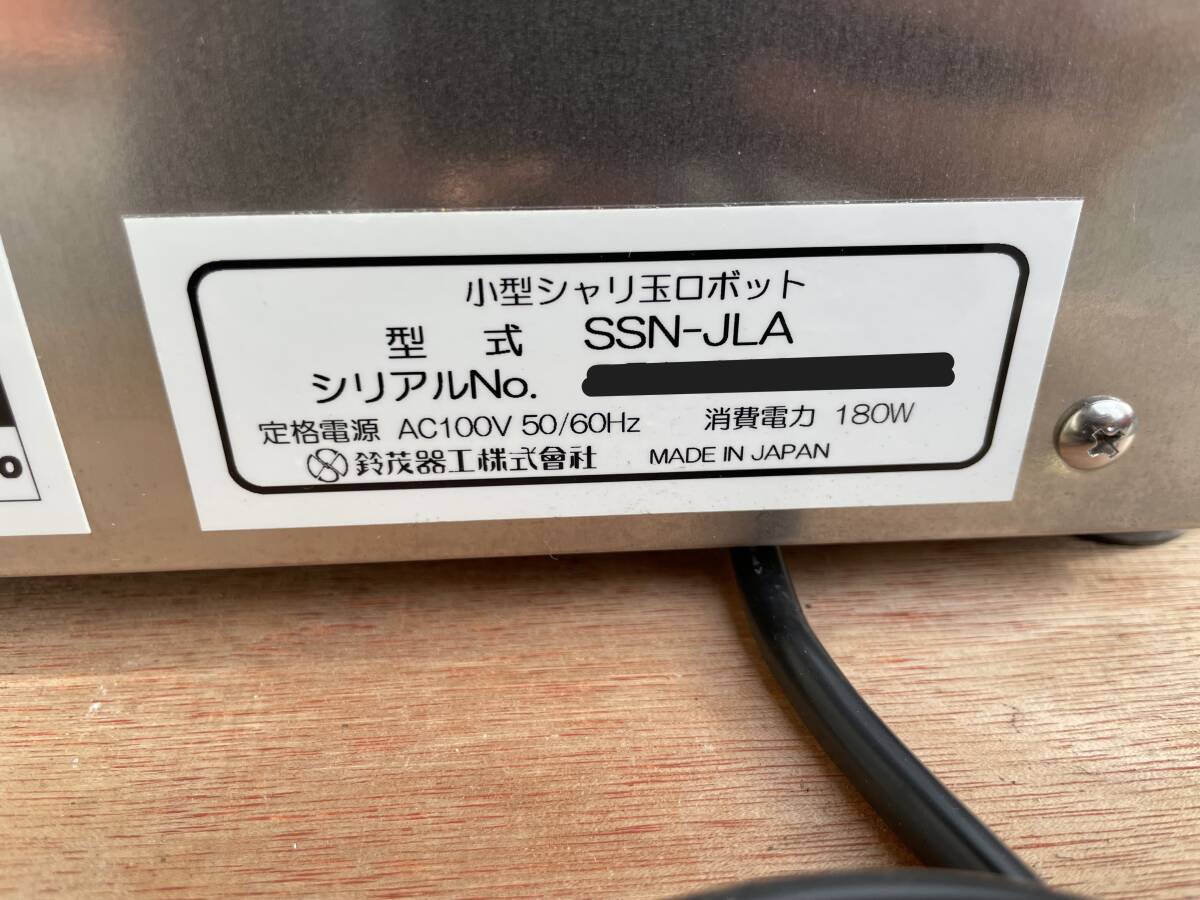 小型シャリ玉ロボット
型 式 SSN-JLA
シリアルNo.
定格電源 AC100V 50/60Hz 消費電力 180W
鈴茂器工株式會社 MADE IN JAPAN